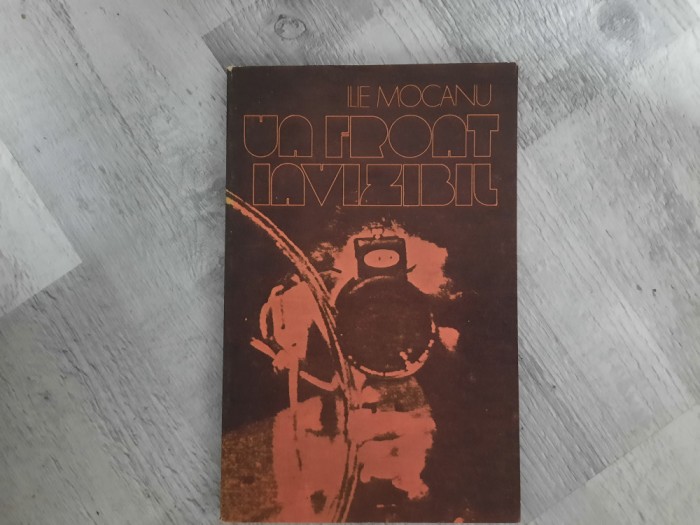 ILIE MOCANU
UN FRONT
INVIZIBIL